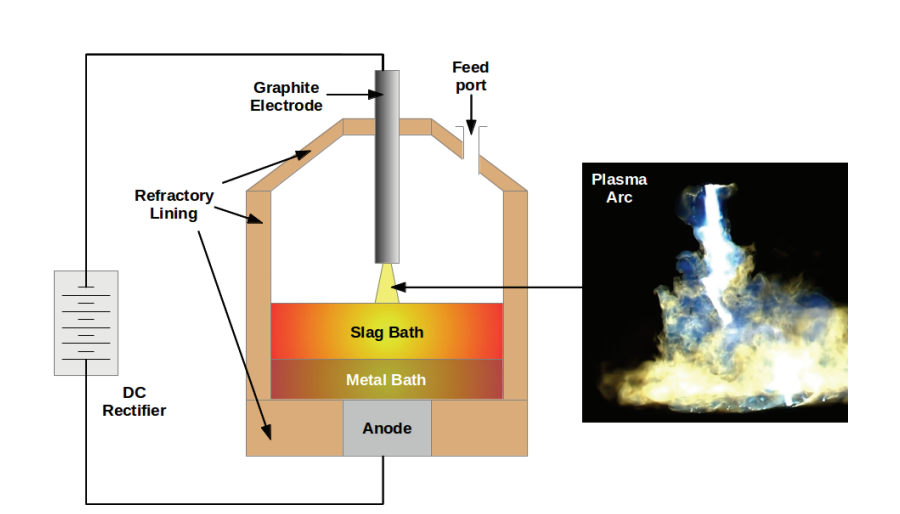 Graphite
Electrode
Feed
port
Refractory
Lining
Plasma
Arc
Slag Bath
Metal Bath
DC
Rectifier
Anode